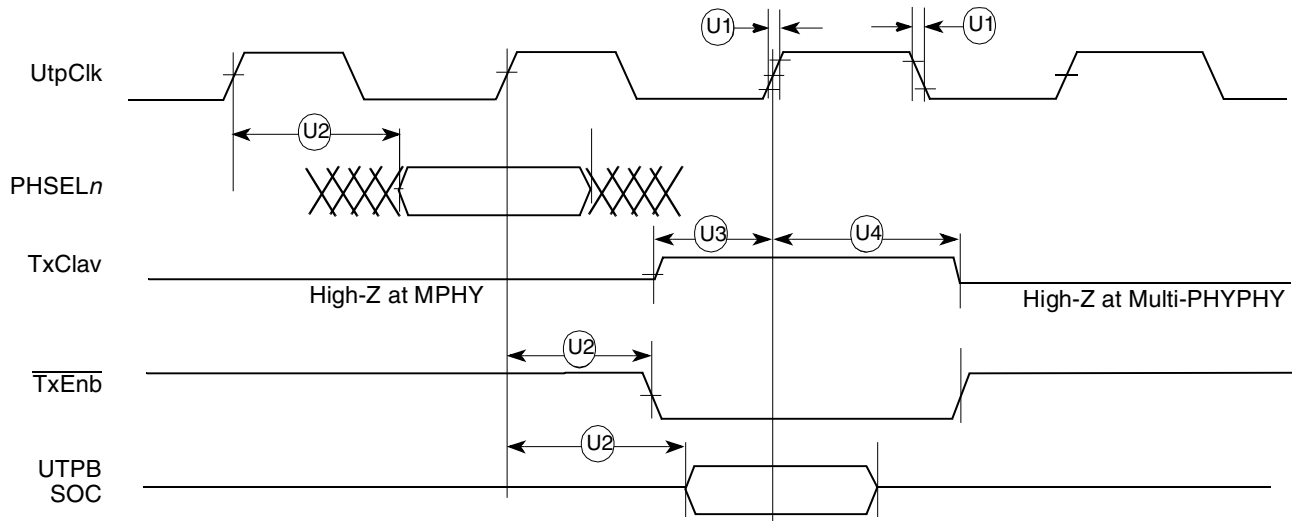 U1
U1
UtpClk
U2
PHSELn
U3
U4
TxClav
High-Z at MPHY
High-Z at Multi-PHYPHY
U2
TxEnb
U2
UTPB
SOC